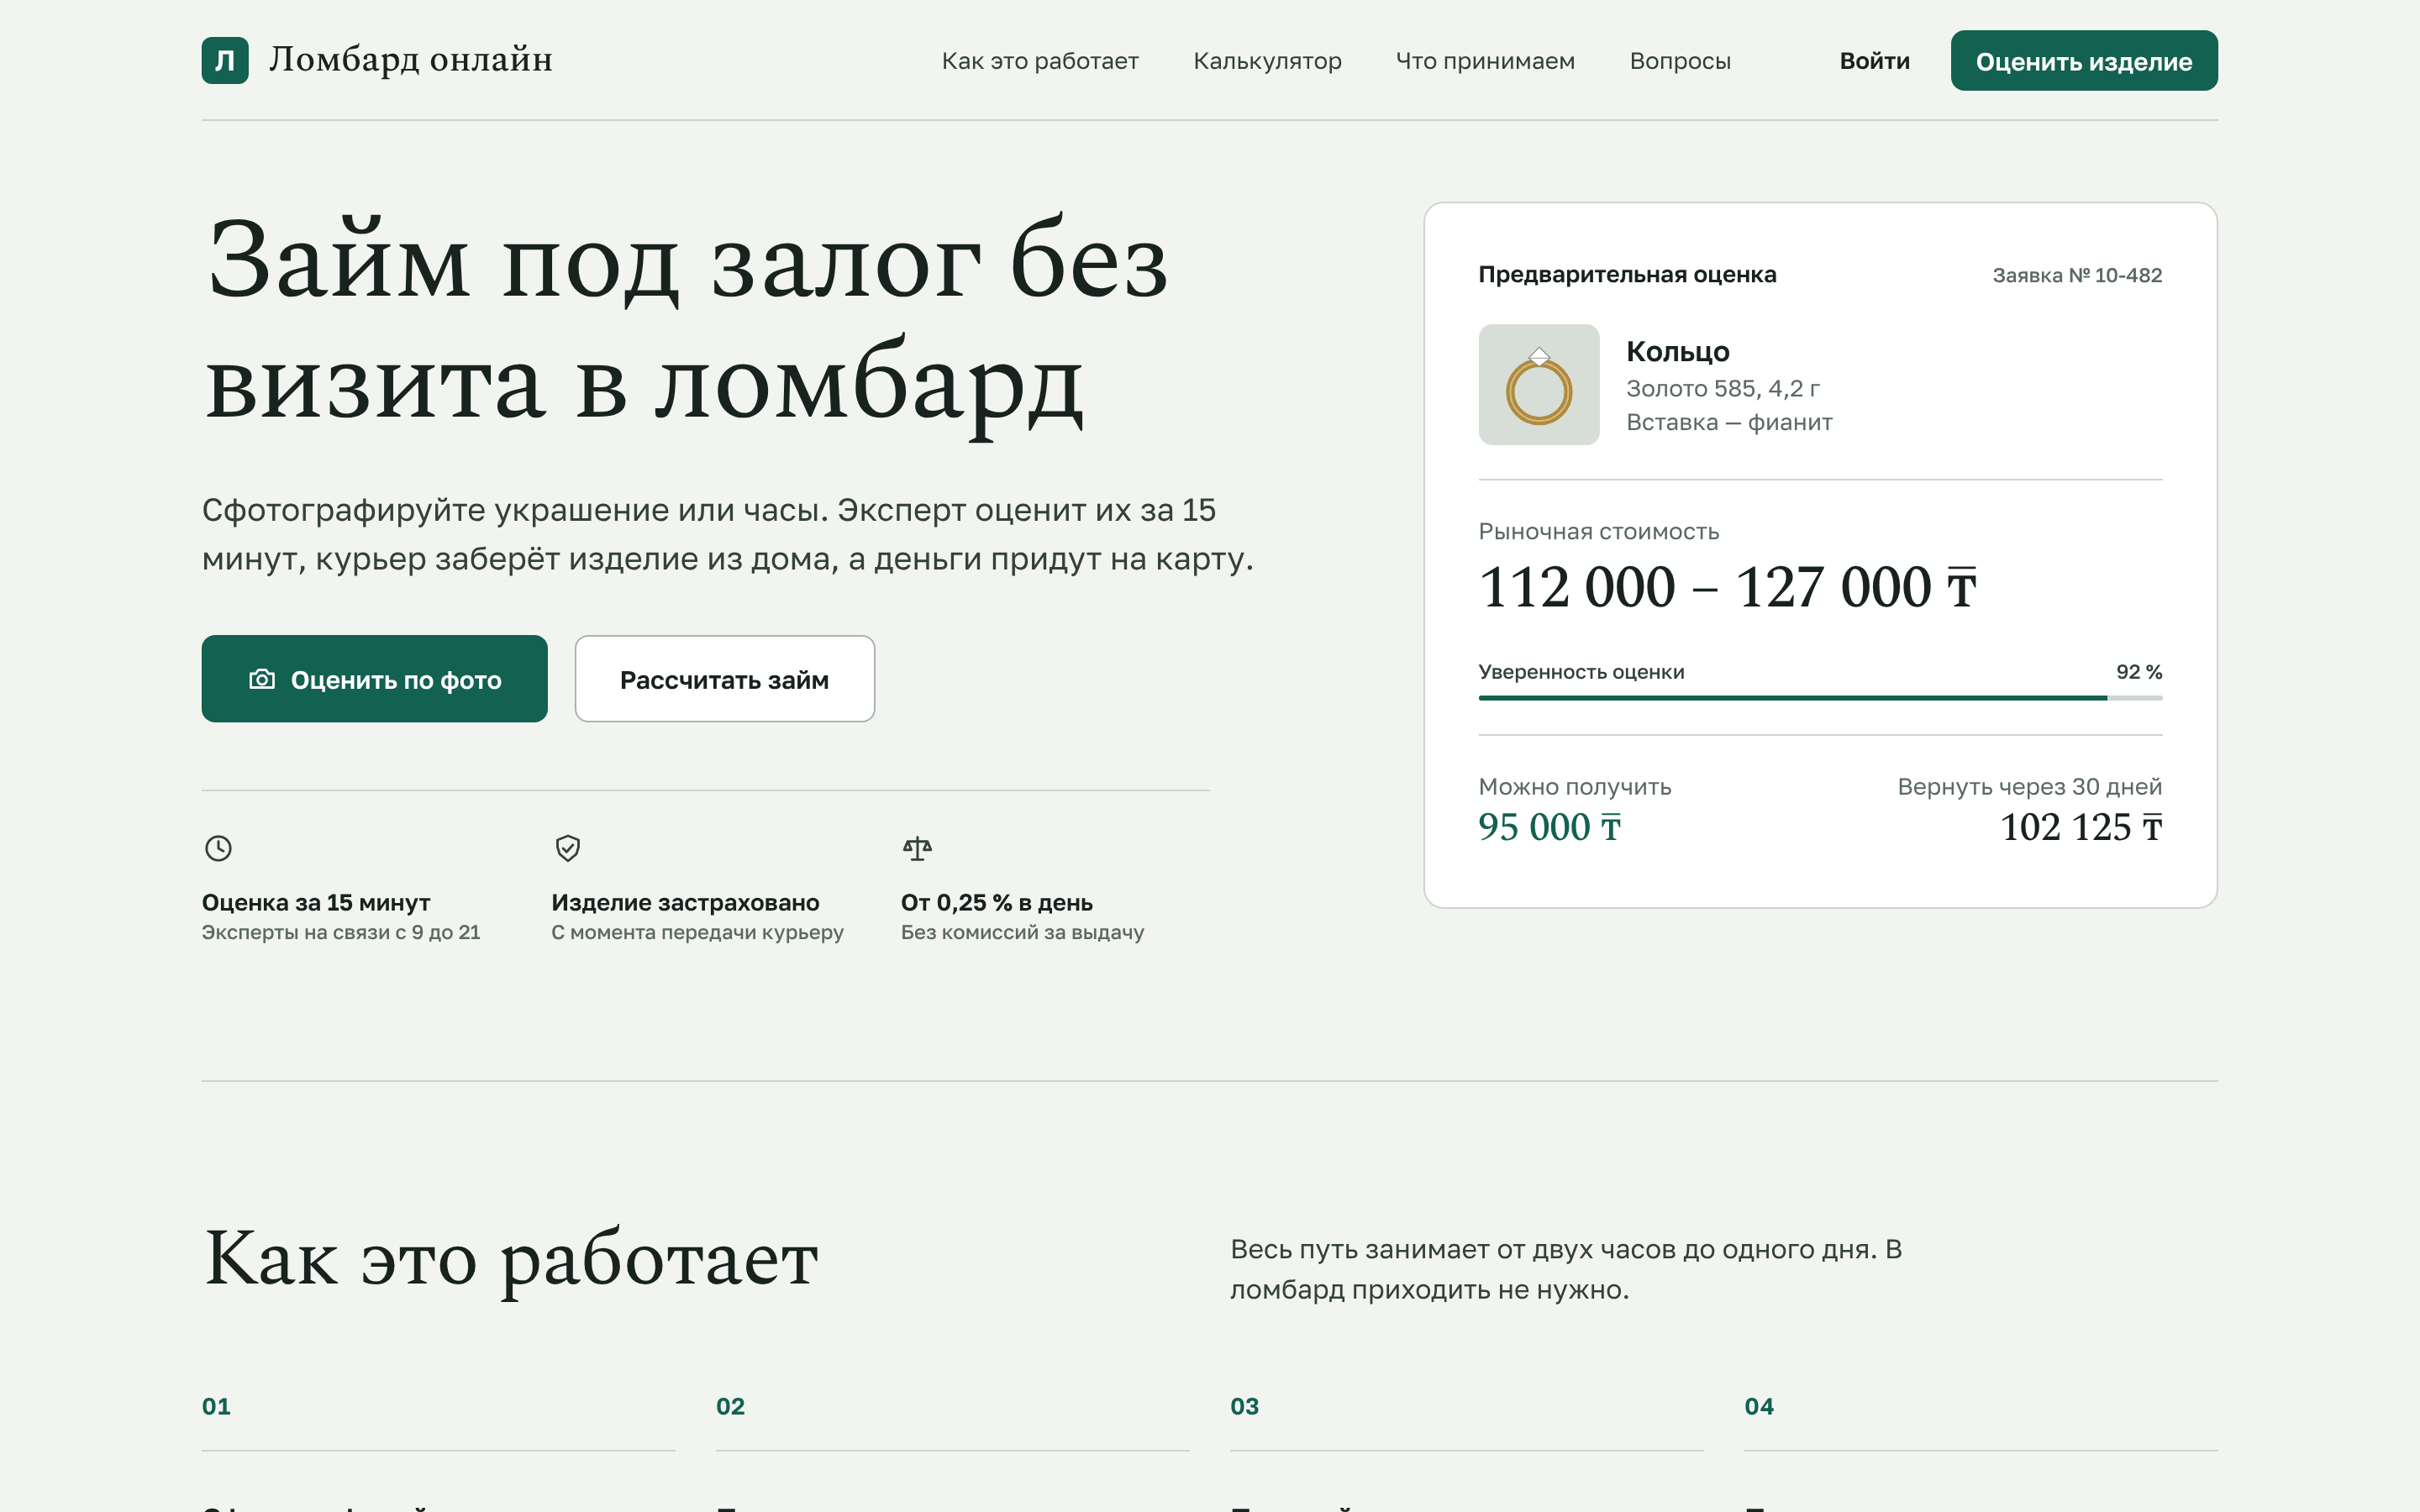 Л Ломбард онлайн
Как это работает
Калькулятор
Что принимаем
Вопросы
Войти
Оценить изделие
Займ под залог без
визита в ломбард
Сфотографируйте украшение или часы. Эксперт оценит их за 15
минут, курьер заберёт изделие из дома, а деньги придут на карту.
Оценить по фото
Рассчитать займ
Оценка за 15 минут
Эксперты на связи с 9 до 21
Изделие застраховано
С момента передачи курьеру
От 0,25 % в день
Без комиссий за выдачу
Предварительная оценка
Заявка № 10-482
Кольцо
Золото 585, 4,2 г
Вставка — фианит
Рыночная стоимость
112 000 – 127 000 ₸
Уверенность оценки
92 %
Можно получить
95 000 ₸
Вернуть через 30 дней
102 125 ₸
Как это работает
Весь путь занимает от двух часов до одного дня. В
ломбард приходить не нужно.
01
02
03
04